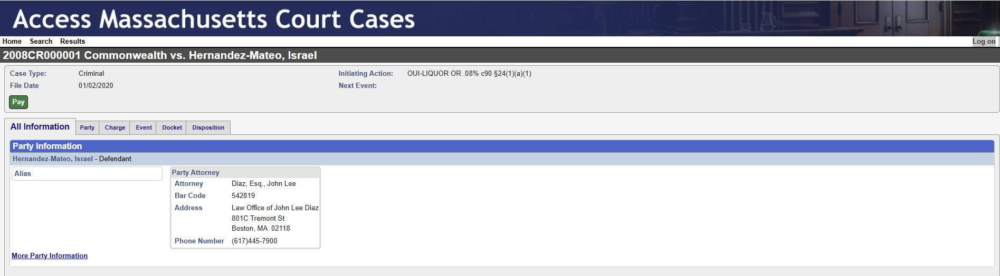 Access Massachusetts Court Cases
Home Search Results Log on
2008CR000001 Commonwealth vs. Hernandez-Mateo, Israel
Case Type: Criminal Initiating Action: OUI-LIQUOR OR .08% c90 §24(1)(a)(1)
File Date 01/02/2020 Next Event:
Pay
All Information Party Charge Event Docket Disposition
Party Information
Hernandez-Mateo, Israel - Defendant
Alias
Party Attorney
Attorney Diaz, Esq., John Lee
Bar Code 542819
Address Law Office of John Lee Diaz
801C Tremont St
Boston, MA  02118
Phone Number (617)445-7900
More Party Information